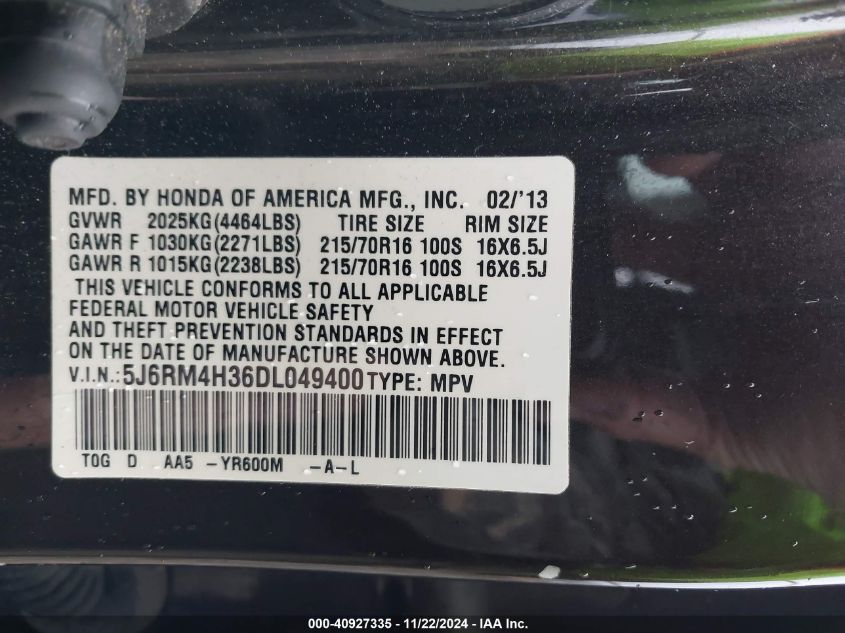 MFD. BY HONDA OF AMERICA MFG., INC. 02/'13
GVWR 2025KG(4464LBS) TIRE SIZE RIM SIZE
GAWR F 1030KG(2271LBS) 215/70R16 100S 16X6.5J
GAWR R 1015KG(2238LBS) 215/70R16 100S 16X6.5J
THIS VEHICLE CONFORMS TO ALL APPLICABLE
FEDERAL MOTOR VEHICLE SAFETY
AND THEFT PREVENTION STANDARDS IN EFFECT
ON THE DATE OF MANUFACTURE SHOWN ABOVE.
V.I.N.:5J6RM4H36DL049400 TYPE: MPV
T0G D AA5 -YR600M -A-L
000-40927335 - 11/22/2024 - IAA Inc.